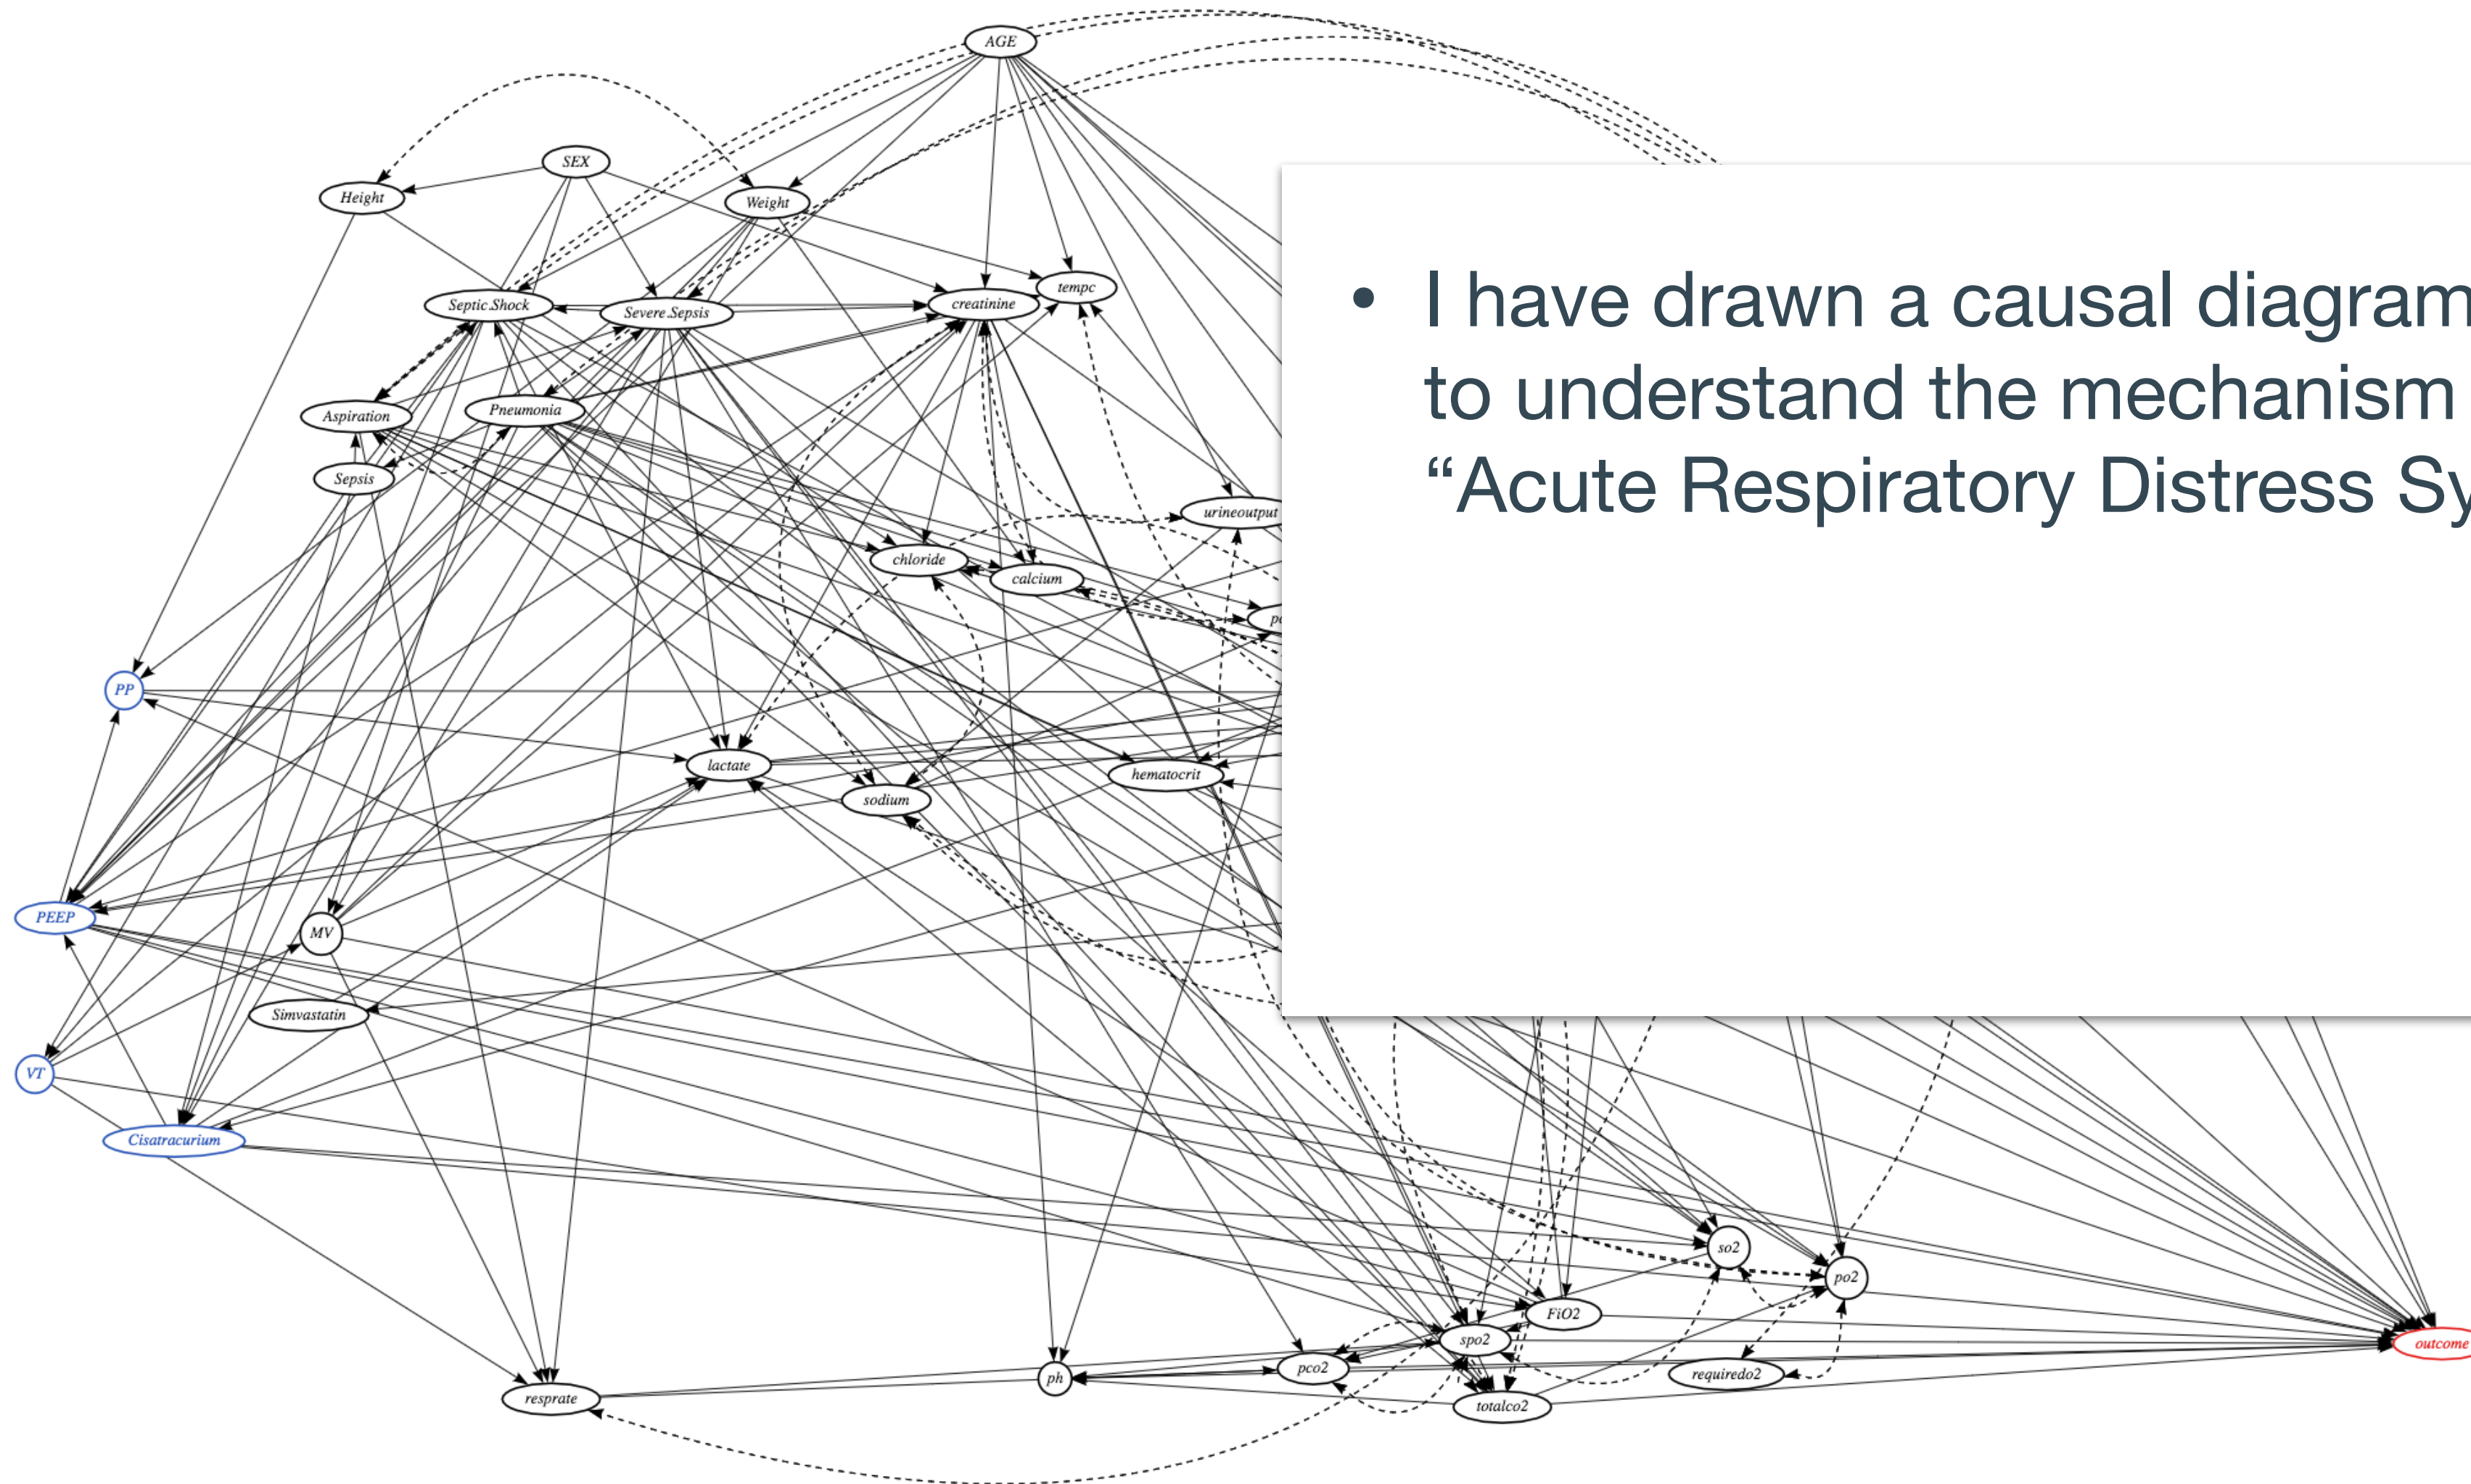 AGE
SEX
Height
Weight
• I have drawn a causal diagram
to understand the mechanism
“Acute Respiratory Distress Sy
Septic.Shock
Severe.Sepsis
creatinine
tempc
Aspiration
Pneumonia
Sepsis
urineoutput
chloride
calcium
PP
lactate
hematocrit
sodium
PEEP
MV
Simvastatin
VT
Cisatracurium
so2
po2
FiO2
spo2
outcome
pco2
requiredo2
ph
resprate
totalco2